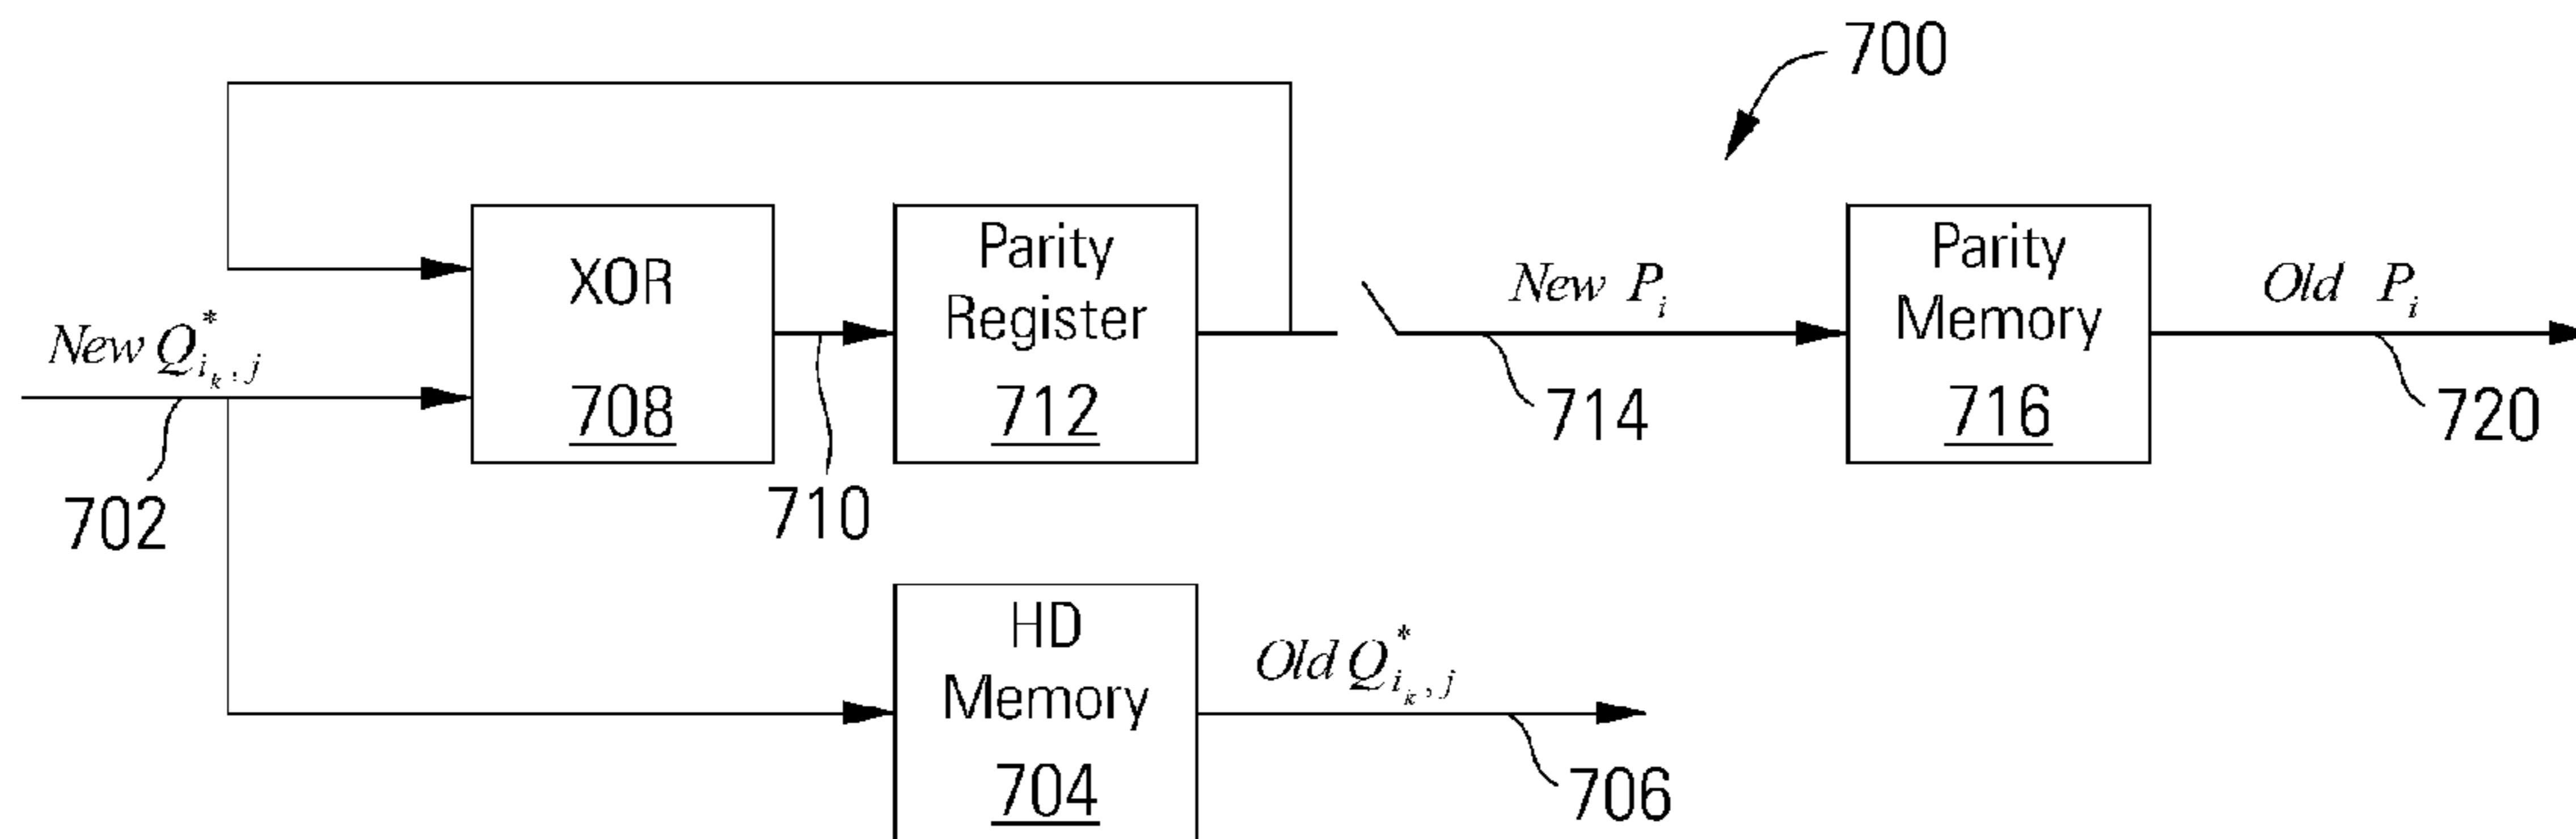 700
XOR
708
Parity
Register
712
New P_i
714
Parity
Memory
716
Old P_i
720
New Q*_{i_k, j}
702
710
HD
Memory
704
Old Q*_{i_k, j}
706